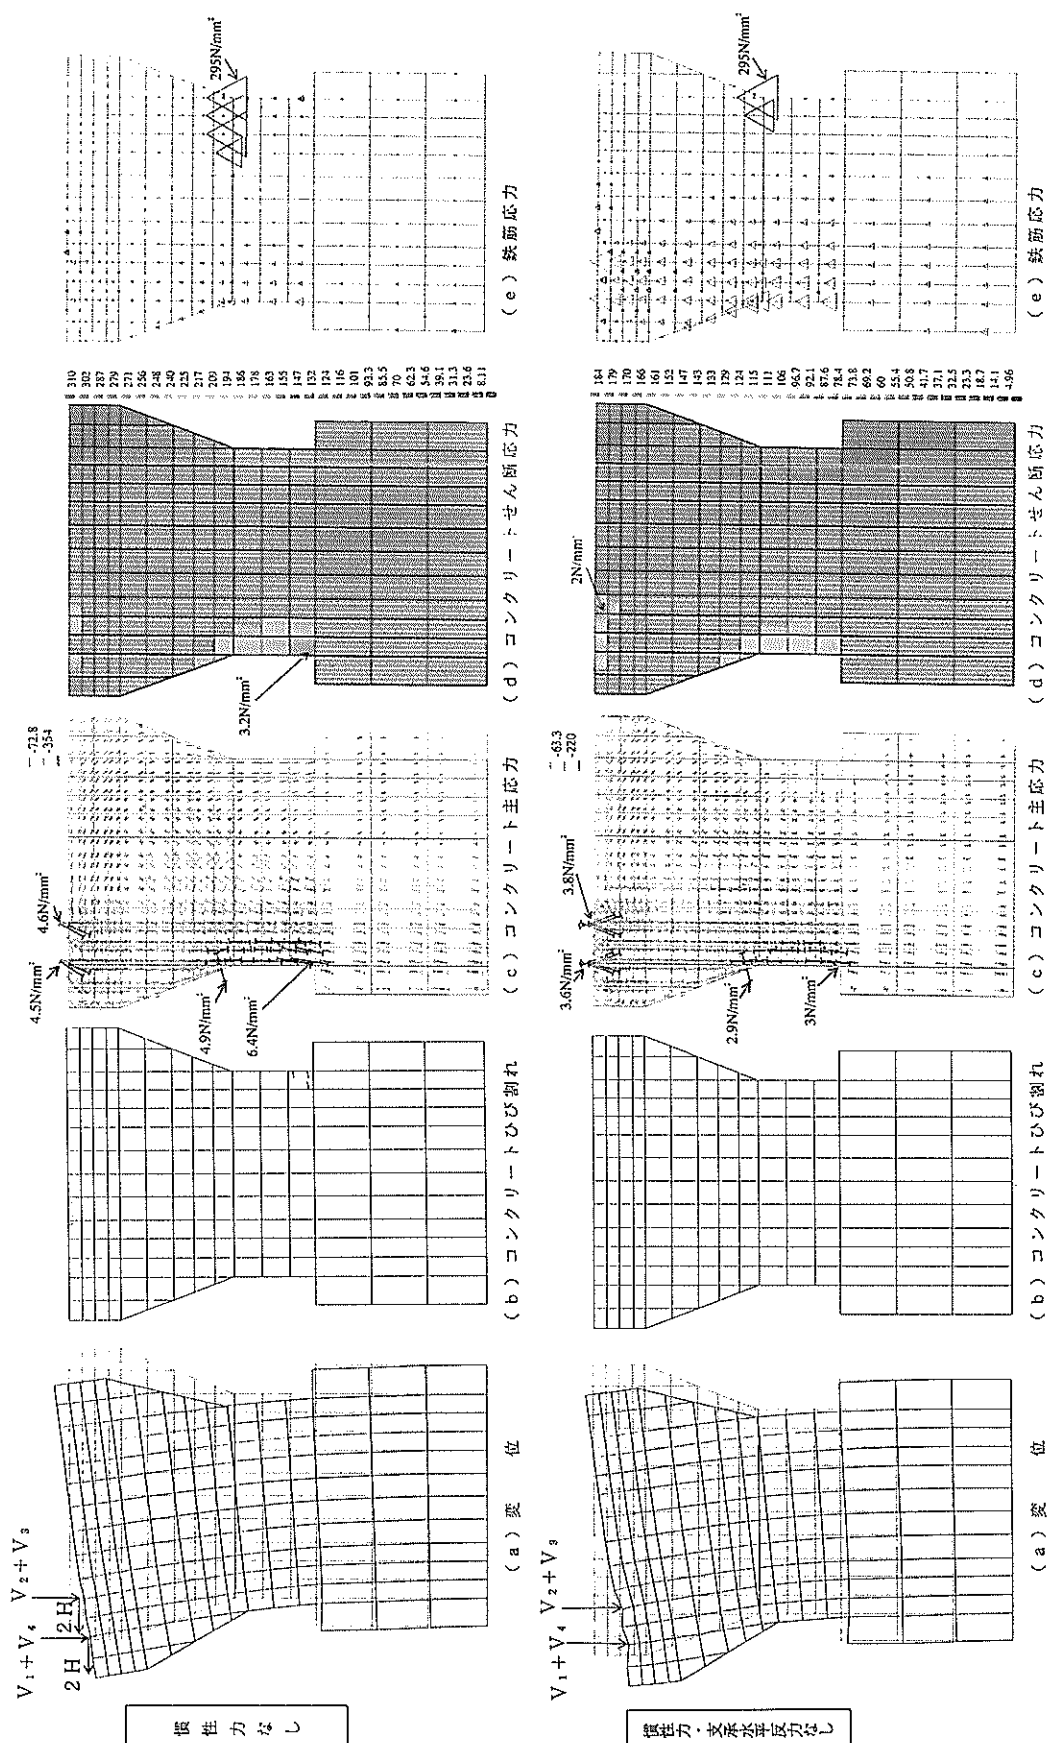 慣性力なし
V₁+V₄
V₂+V₃
2H
2H
(a) 変 位
(b) コンクリートひび割れ
4.5N/mm²
4.6N/mm²
4.9N/mm²
6.4N/mm²
-72.8
-354
(c) コンクリート主応力
3.2N/mm²
(d) コンクリートせん断応力
310
302
287
279
271
256
248
240
225
217
209
194
186
178
163
155
147
132
124
116
101
93.3
85.5
70
62.3
54.6
39.1
31.3
23.6
8.11
295N/mm²
(e) 鉄筋応力
慣性力・支承水平反力なし
V₁+V₄
V₂+V₃
(a) 変 位
(b) コンクリートひび割れ
3.6N/mm²
3.8N/mm²
2.9N/mm²
3N/mm²
-63.3
-220
(c) コンクリート主応力
2N/mm²
(d) コンクリートせん断応力
184
179
170
166
161
152
147
143
133
129
124
115
111
106
96.7
92.1
87.6
78.4
73.8
69.2
60
55.4
50.8
41.7
37.1
32.5
23.3
18.7
14.1
4.96
295N/mm²
(e) 鉄筋応力